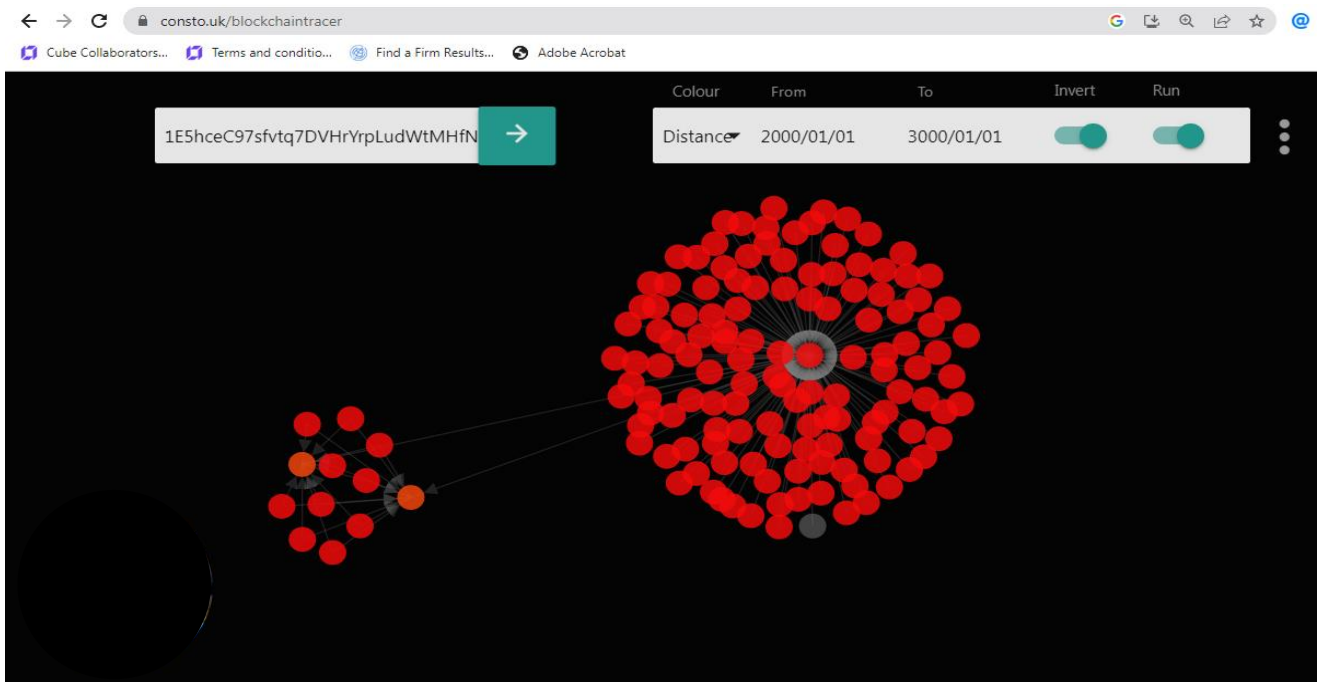 consto.uk/blockchaintracer
Cube Collaborators... Terms and conditio... Find a Firm Results... Adobe Acrobat
Colour From To Invert Run
1E5hceC97sfvtq7DVHrYrpLudWtMHfN Distance 2000/01/01 3000/01/01